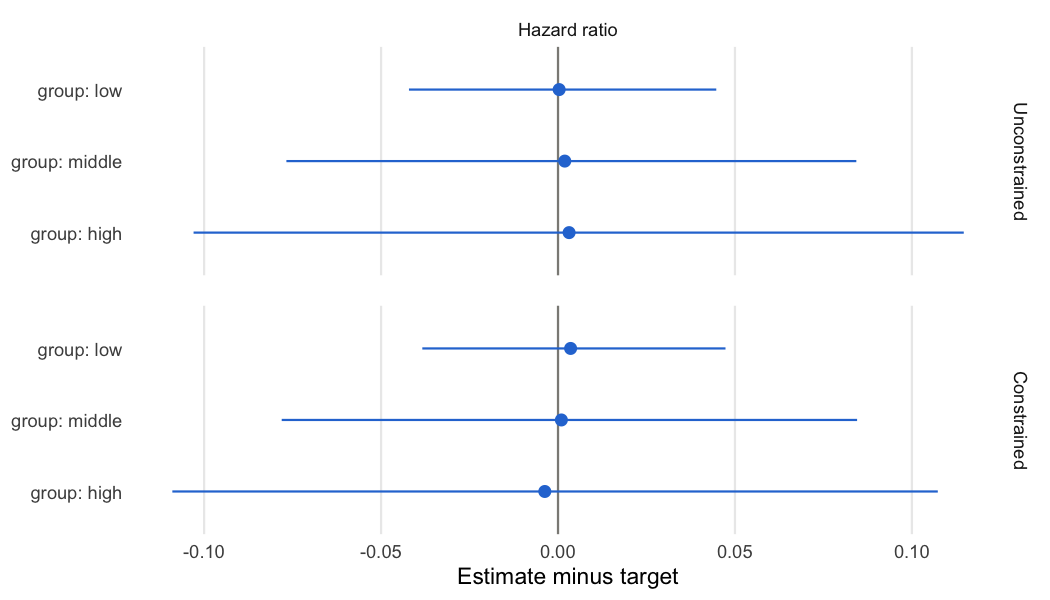 Hazard ratio
group: low
group: middle
group: high
Unconstrained
group: low
group: middle
group: high
Constrained
-0.10 -0.05 0.00 0.05 0.10
Estimate minus target